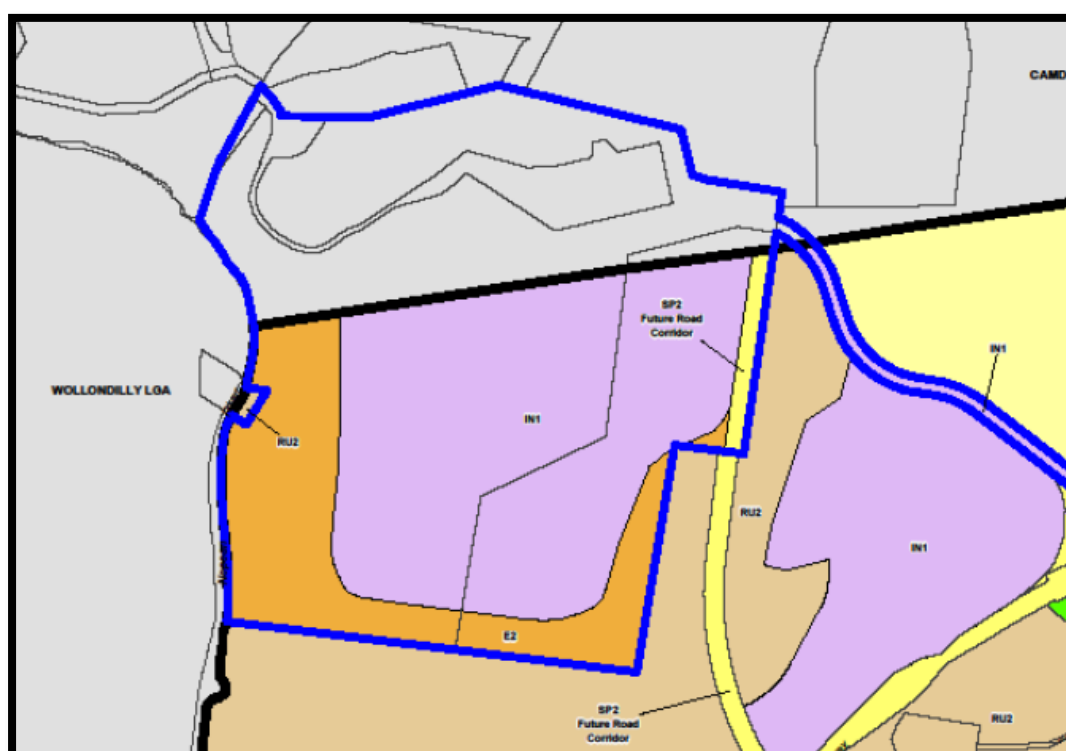 CAMD
SP2
Future Road
Corridor
IN1
WOLLONDILLY LGA
IN1
RU2
RU2
IN1
E2
SP2
Future Road
Corridor
RU2